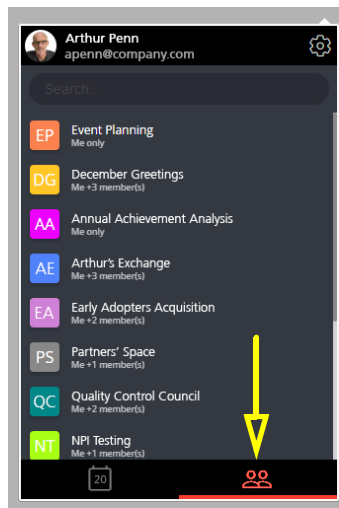 Arthur Penn
apenn@company.com
Search...
EP Event Planning
Me only
DG December Greetings
Me +3 member(s)
AA Annual Achievement Analysis
Me only
AE Arthur's Exchange
Me +3 member(s)
EA Early Adopters Acquisition
Me +2 member(s)
PS Partners' Space
Me +1 member(s)
QC Quality Control Council
Me +2 member(s)
NT NPI Testing
Me +1 member(s)
20